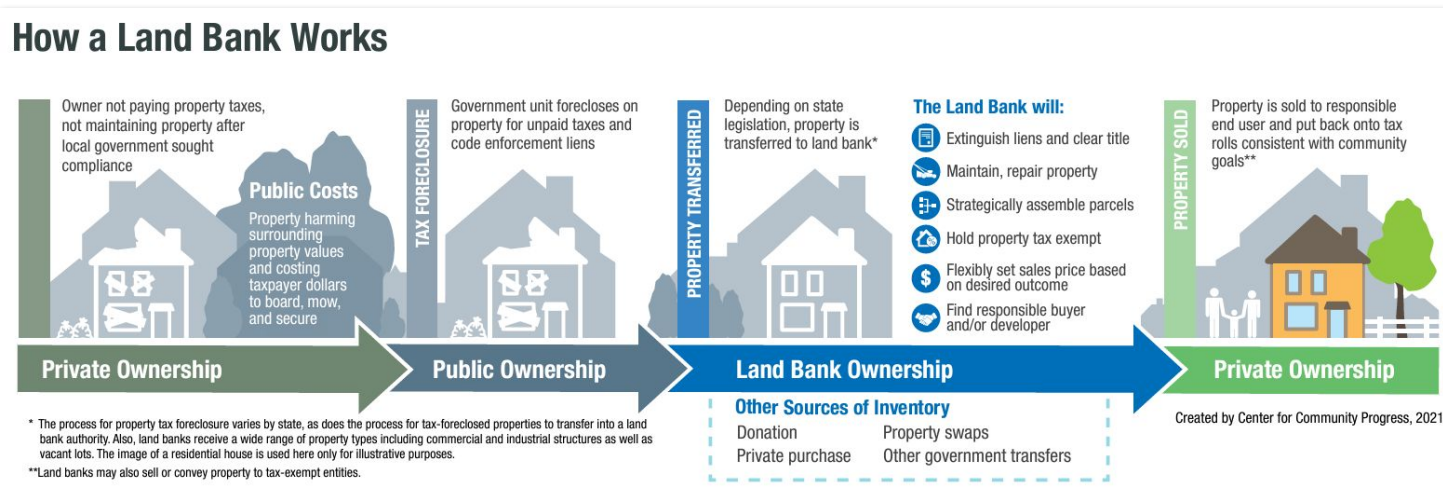 How a Land Bank Works
Owner not paying property taxes,
not maintaining property after
local government sought
compliance
Public Costs
Property harming
surrounding
property values
and costing
taxpayer dollars
to board, mow,
and secure
TAX FORECLOSURE
Government unit forecloses on
property for unpaid taxes and
code enforcement liens
PROPERTY TRANSFERRED
Depending on state
legislation, property is
transferred to land bank*
The Land Bank will:
Extinguish liens and clear title
Maintain, repair property
Strategically assemble parcels
Hold property tax exempt
$
Flexibly set sales price based
on desired outcome
Find responsible buyer
and/or developer
PROPERTY SOLD
Property is sold to responsible
end user and put back onto tax
rolls consistent with community
goals**
Private Ownership
Public Ownership
Land Bank Ownership
Private Ownership
Other Sources of Inventory
Donation
Private purchase
Property swaps
Other government transfers
* The process for property tax foreclosure varies by state, as does the process for tax-foreclosed properties to transfer into a land
bank authority. Also, land banks receive a wide range of property types including commercial and industrial structures as well as
vacant lots. The image of a residential house is used here only for illustrative purposes.
**Land banks may also sell or convey property to tax-exempt entities.
Created by Center for Community Progress, 2021